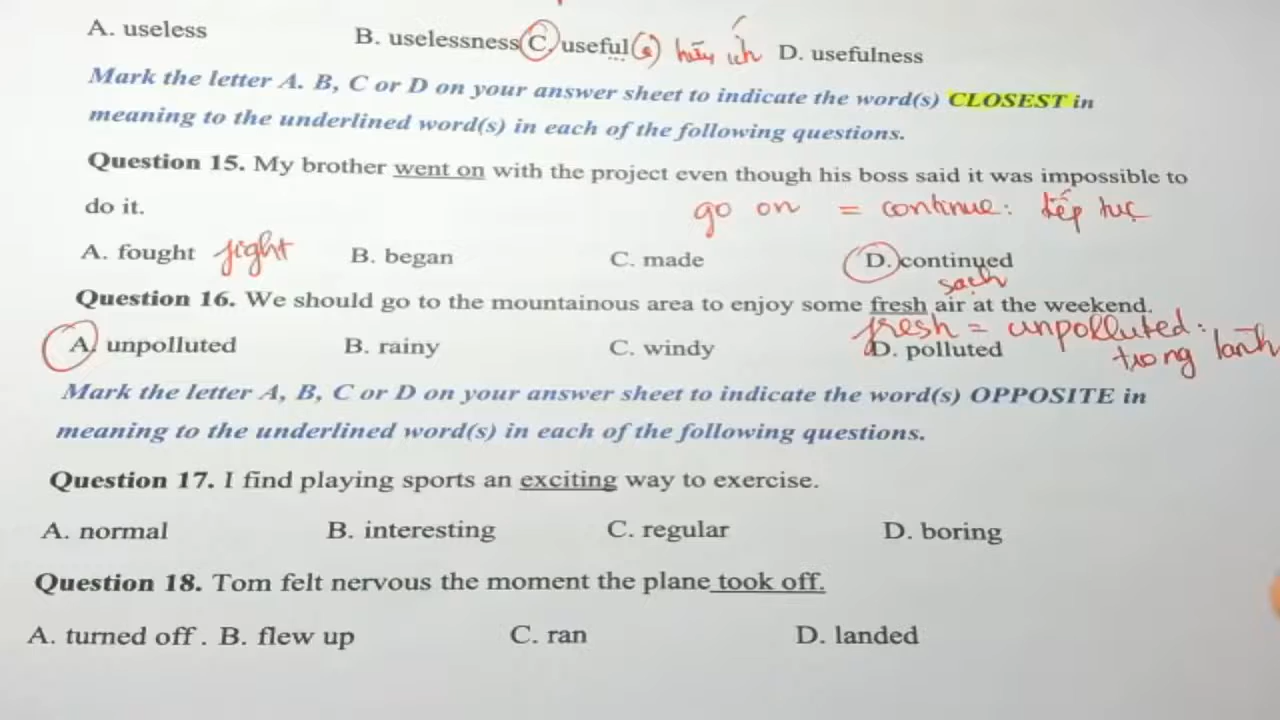 A. useless B. uselessness C. useful (a) hữu ích D. usefulness
Mark the letter A. B, C or D on your answer sheet to indicate the word(s) CLOSEST in
meaning to the underlined word(s) in each of the following questions.
Question 15. My brother went on with the project even though his boss said it was impossible to
do it.
go on = continue: tiếp tục
A. fought fight B. began C. made D. continued
sạch
Question 16. We should go to the mountainous area to enjoy some fresh air at the weekend.
fresh = unpolluted:
trong lành
A. unpolluted B. rainy C. windy D. polluted
Mark the letter A, B, C or D on your answer sheet to indicate the word(s) OPPOSITE in
meaning to the underlined word(s) in each of the following questions.
Question 17. I find playing sports an exciting way to exercise.
A. normal B. interesting C. regular D. boring
Question 18. Tom felt nervous the moment the plane took off.
A. turned off . B. flew up C. ran D. landed